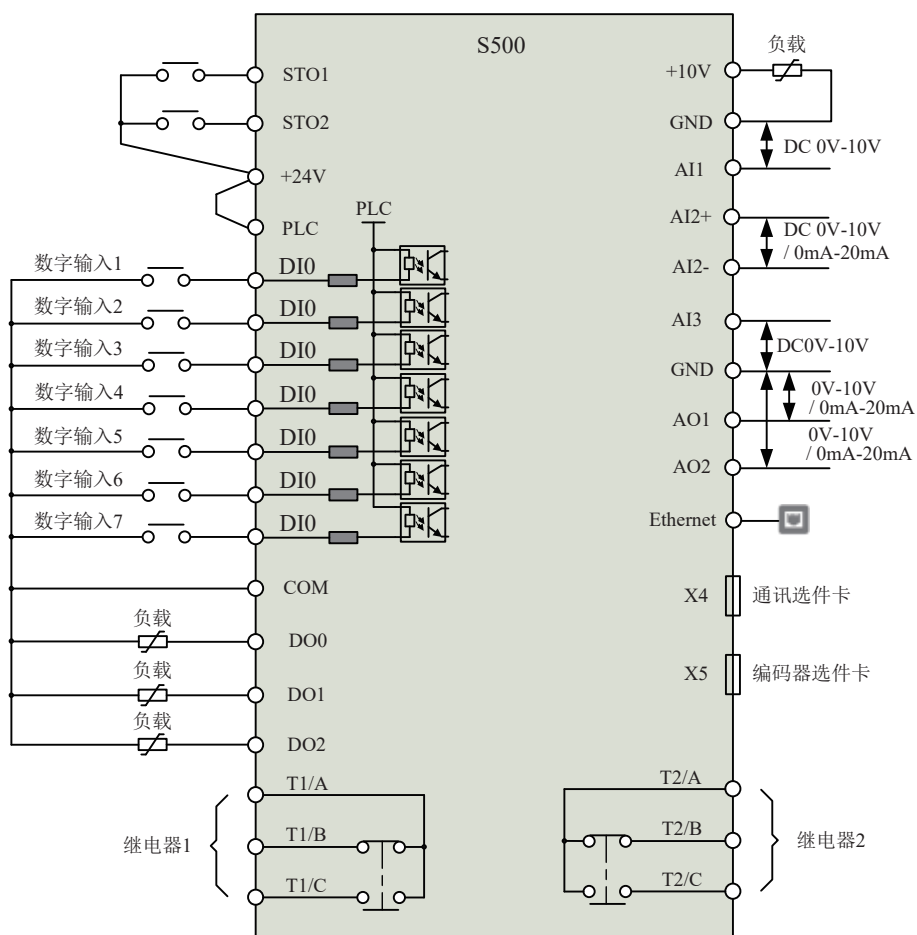 S500
STO1
STO2
+24V
PLC
PLC
数字输入1
DI0
数字输入2
DI0
数字输入3
DI0
数字输入4
DI0
数字输入5
DI0
数字输入6
DI0
数字输入7
DI0
COM
负载
DO0
负载
DO1
负载
DO2
T1/A
T1/B
T1/C
继电器1
负载
+10V
GND
DC 0V-10V
AI1
AI2+
DC 0V-10V
/ 0mA-20mA
AI2-
AI3
DC0V-10V
GND
0V-10V
/ 0mA-20mA
AO1
0V-10V
/ 0mA-20mA
AO2
Ethernet
X4
通讯选件卡
X5
编码器选件卡
T2/A
T2/B
T2/C
继电器2